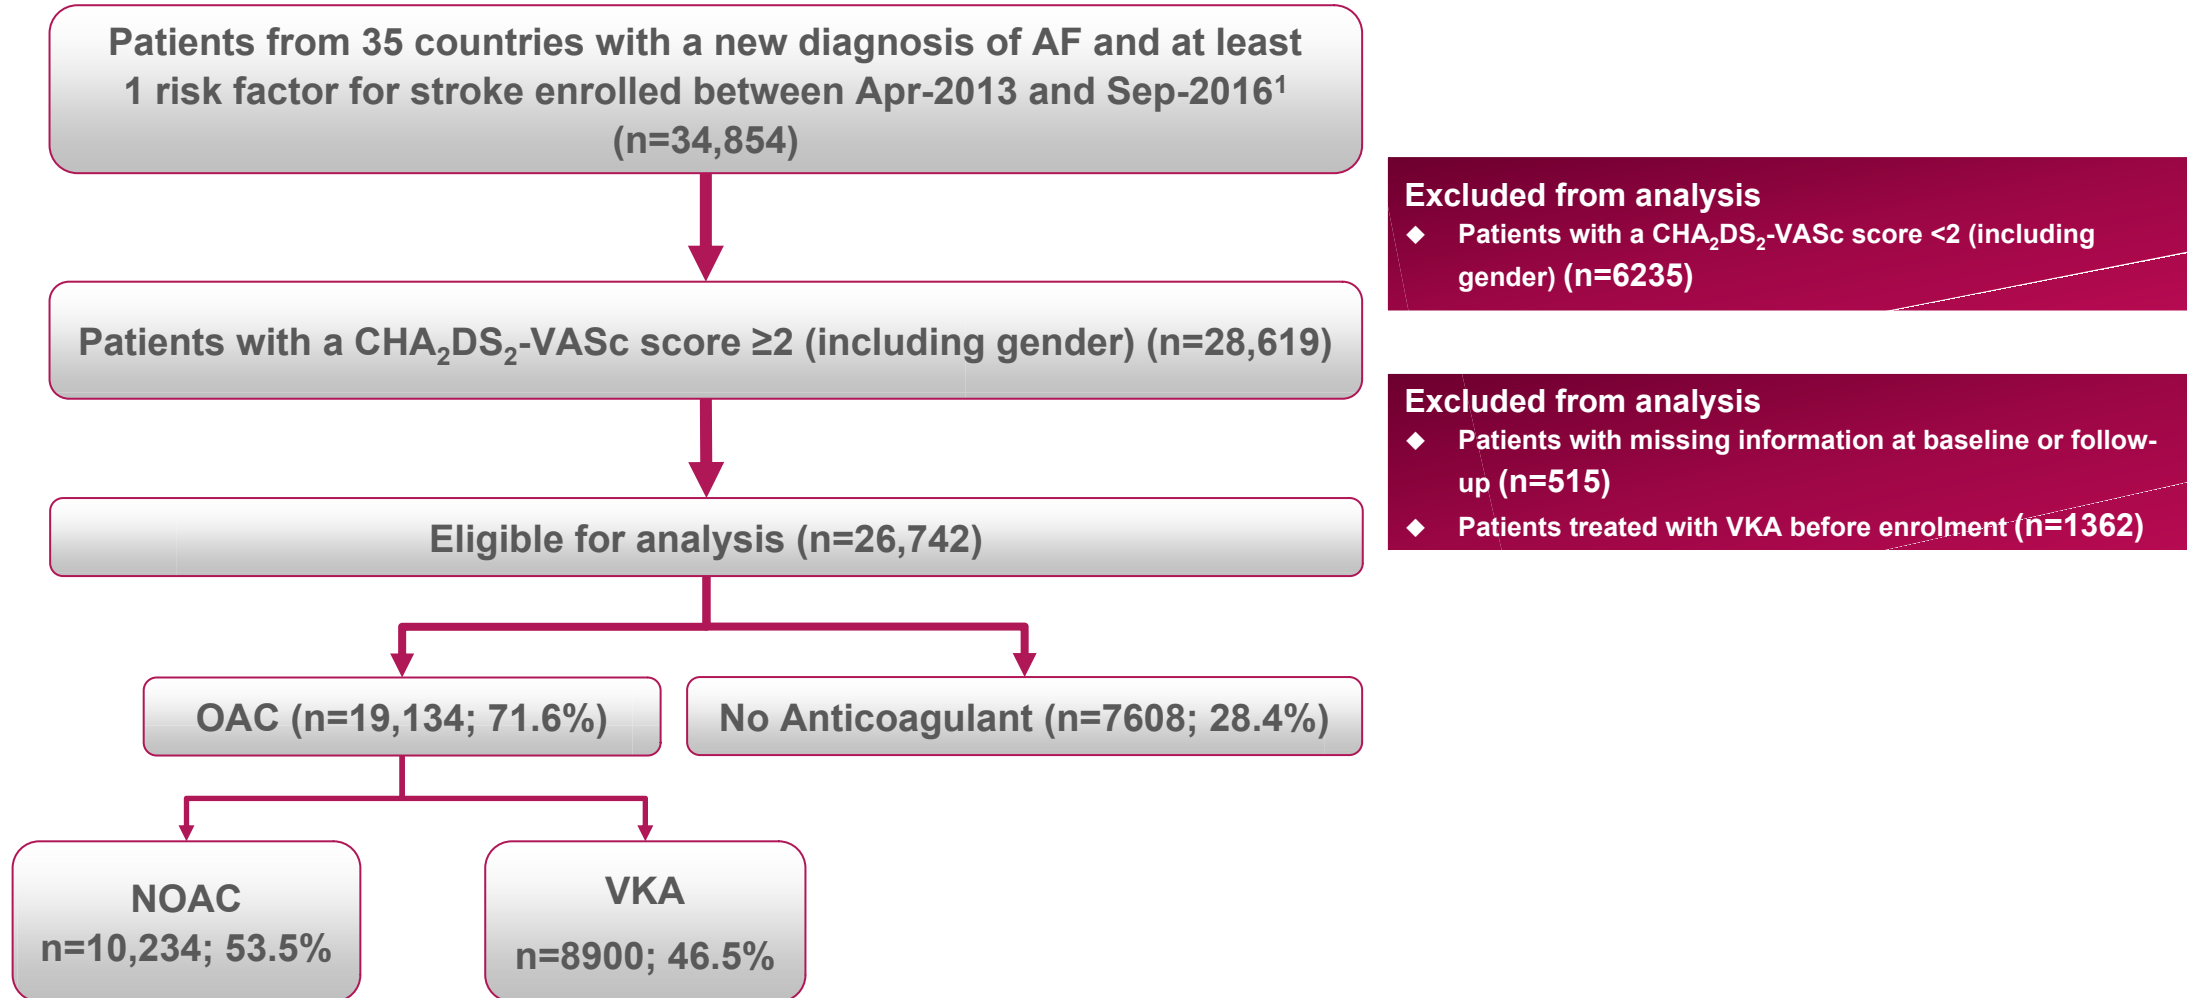 Patients from 35 countries with a new diagnosis of AF and at least
1 risk factor for stroke enrolled between Apr-2013 and Sep-2016¹
(n=34,854)
Excluded from analysis
◆ Patients with a CHA₂DS₂-VASc score <2 (including
gender) (n=6235)
Patients with a CHA₂DS₂-VASc score ≥2 (including gender) (n=28,619)
Excluded from analysis
◆ Patients with missing information at baseline or follow-
up (n=515)
◆ Patients treated with VKA before enrolment (n=1362)
Eligible for analysis (n=26,742)
OAC (n=19,134; 71.6%)
No Anticoagulant (n=7608; 28.4%)
NOAC
n=10,234; 53.5%
VKA
n=8900; 46.5%